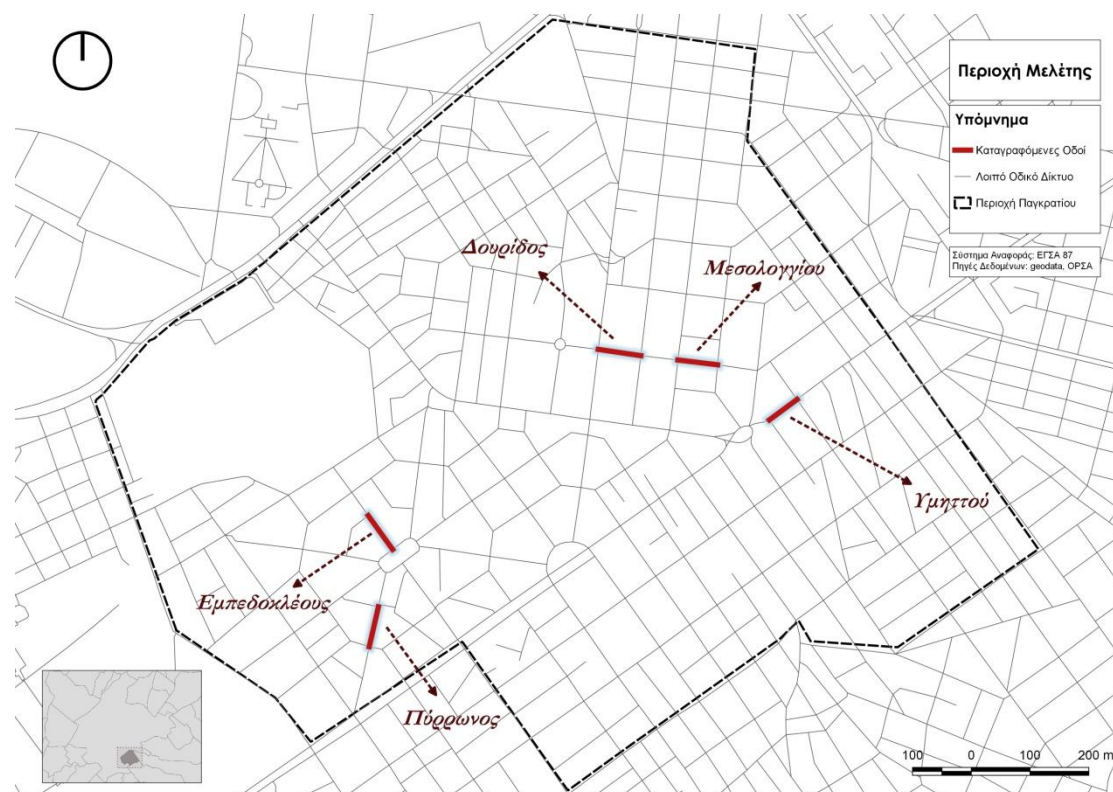 Περιοχή Μελέτης
Υπόμνημα
Καταγραφόμενες Οδοί
Λοιπό Οδικό Δίκτυο
Περιοχή Παγκρατίου
Σύστημα Αναφοράς: ΕΓΣΑ 87
Πηγές Δεδομένων: geodata, ΟΡΣΑ
Δουρίδος
Μεσολογγίου
Υμηττού
Εμπεδοκλέους
Πύρρωνος
100 0 100 200 m